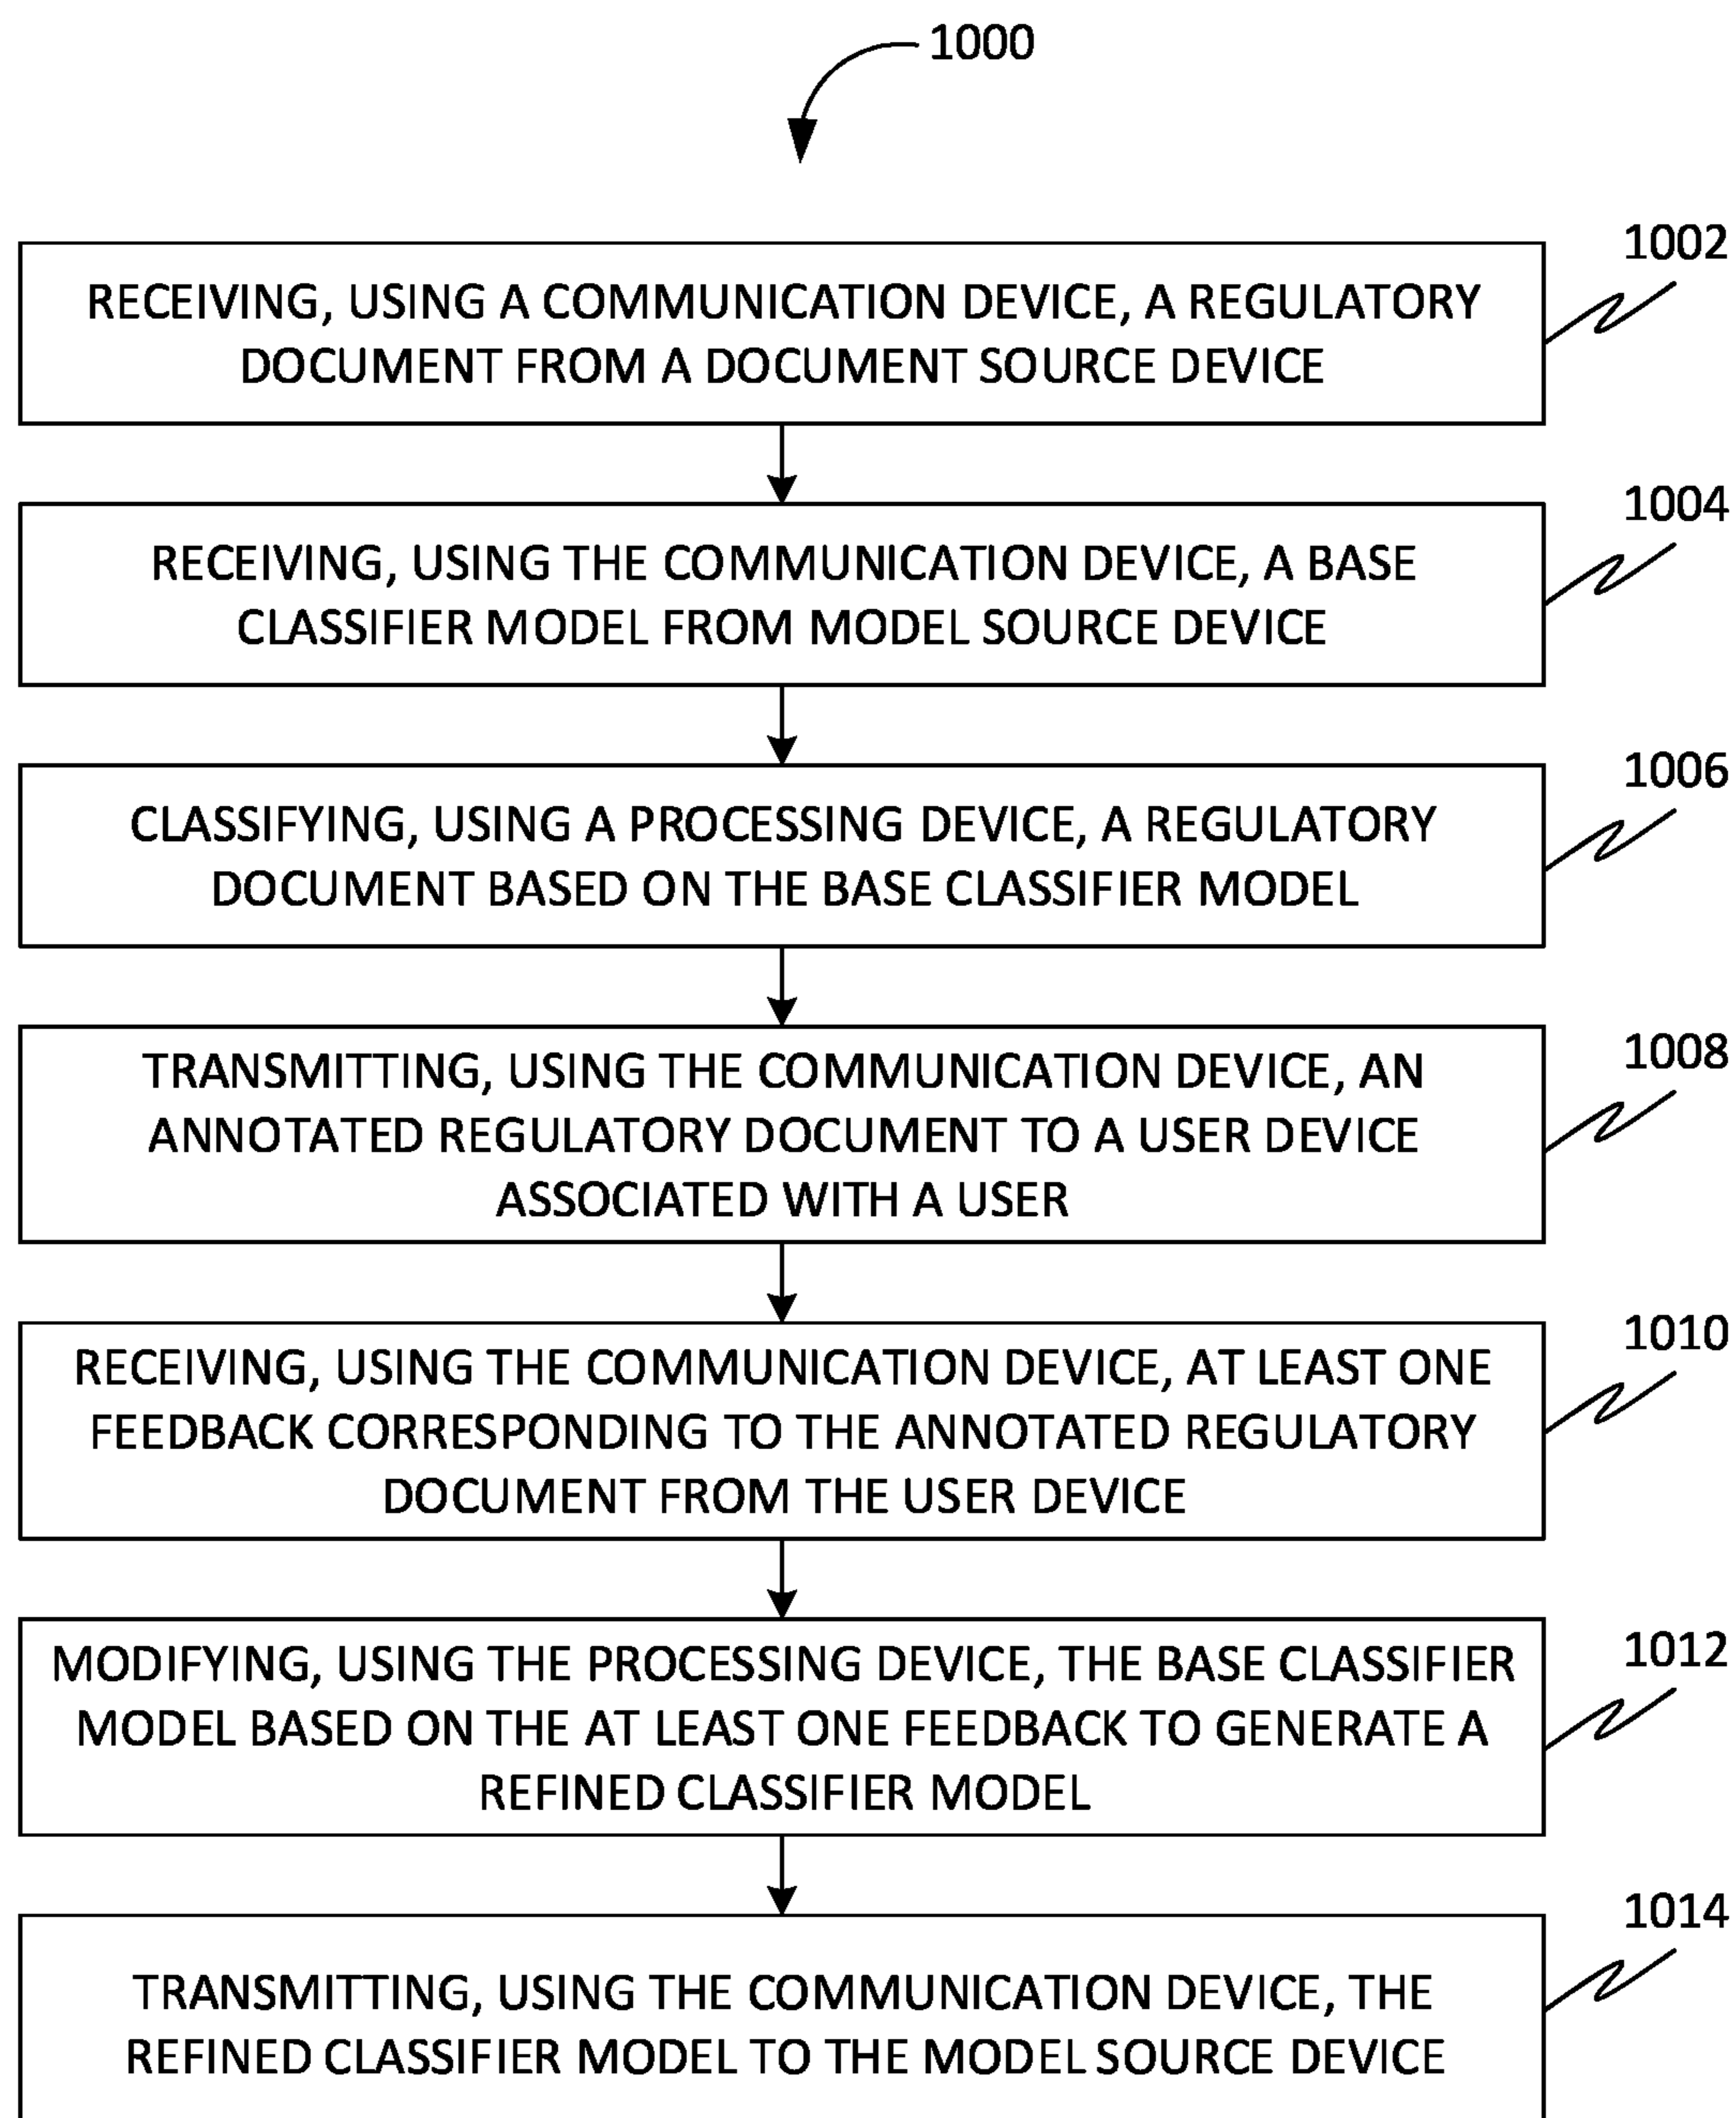 1000
1002
RECEIVING, USING A COMMUNICATION DEVICE, A REGULATORY
DOCUMENT FROM A DOCUMENT SOURCE DEVICE
1004
RECEIVING, USING THE COMMUNICATION DEVICE, A BASE
CLASSIFIER MODEL FROM MODEL SOURCE DEVICE
1006
CLASSIFYING, USING A PROCESSING DEVICE, A REGULATORY
DOCUMENT BASED ON THE BASE CLASSIFIER MODEL
1008
TRANSMITTING, USING THE COMMUNICATION DEVICE, AN
ANNOTATED REGULATORY DOCUMENT TO A USER DEVICE
ASSOCIATED WITH A USER
1010
RECEIVING, USING THE COMMUNICATION DEVICE, AT LEAST ONE
FEEDBACK CORRESPONDING TO THE ANNOTATED REGULATORY
DOCUMENT FROM THE USER DEVICE
1012
MODIFYING, USING THE PROCESSING DEVICE, THE BASE CLASSIFIER
MODEL BASED ON THE AT LEAST ONE FEEDBACK TO GENERATE A
REFINED CLASSIFIER MODEL
1014
TRANSMITTING, USING THE COMMUNICATION DEVICE, THE
REFINED CLASSIFIER MODEL TO THE MODEL SOURCE DEVICE